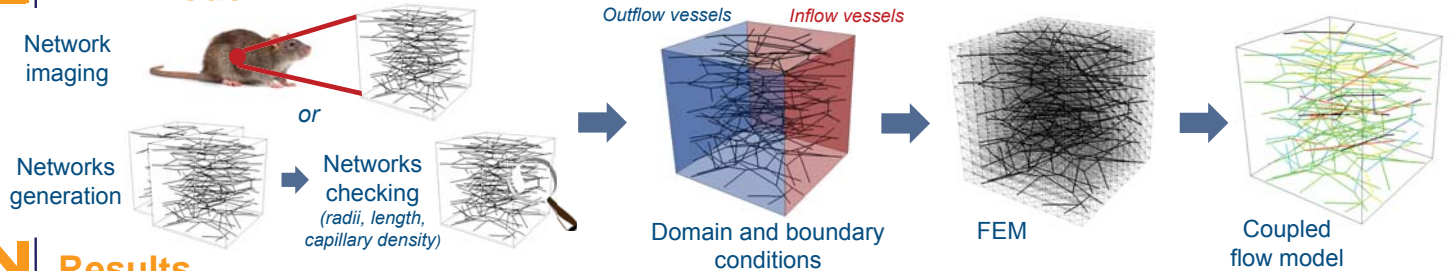 Outflow vessels
Inflow vessels
Network
imaging
or
Networks
generation
Networks
checking
(radii, length,
capillary density)
Domain and boundary
conditions
FEM
Coupled
flow model
Results